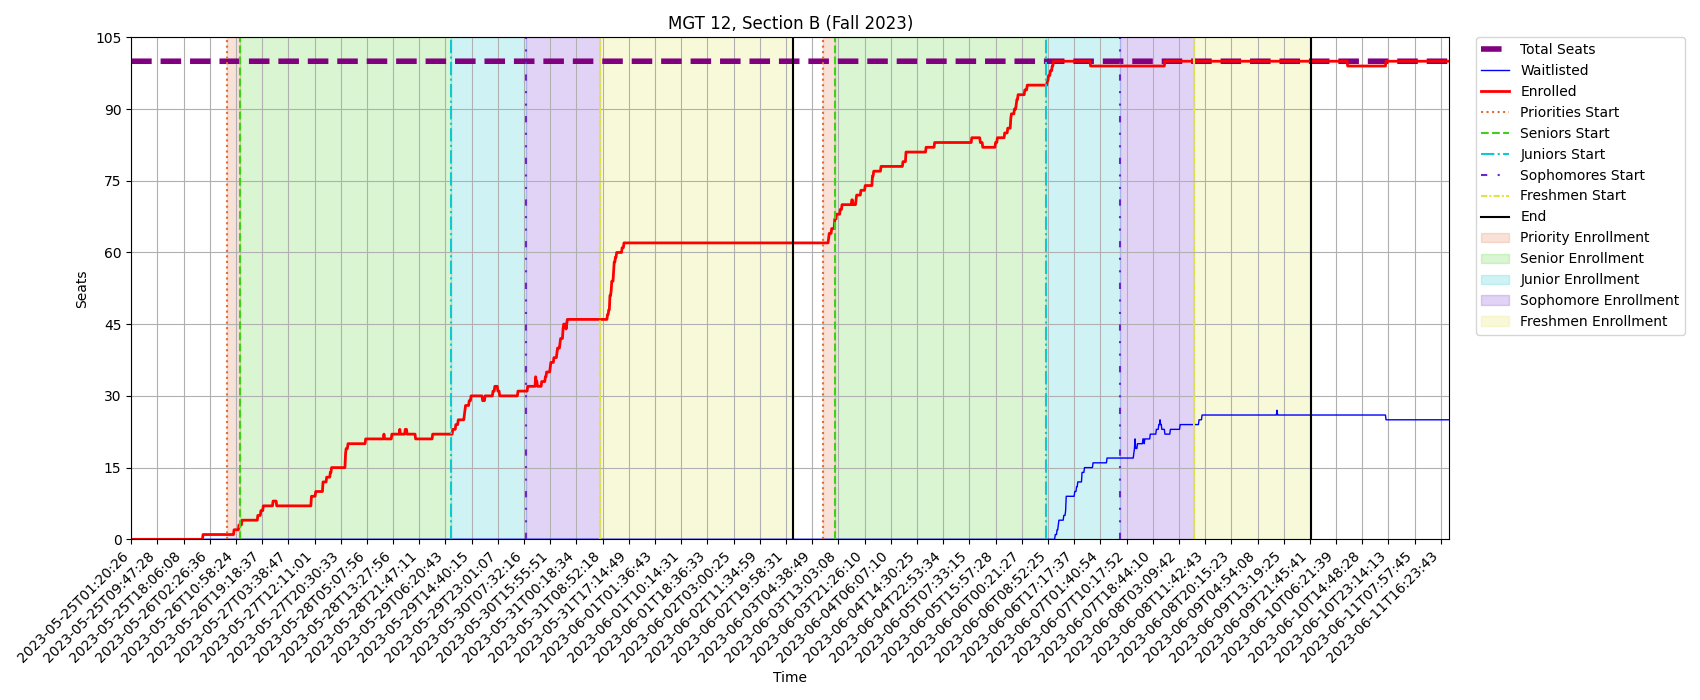 MGT 12, Section B (Fall 2023)
105
90
75
60
45
30
15
0
Seats
2023-05-25T01:20:26
2023-05-25T09:47:28
2023-05-25T18:06:08
2023-05-26T02:26:36
2023-05-26T10:58:24
2023-05-26T19:18:37
2023-05-27T03:38:47
2023-05-27T12:11:01
2023-05-27T20:30:33
2023-05-28T05:07:56
2023-05-28T13:27:56
2023-05-28T21:47:11
2023-05-29T06:20:43
2023-05-29T14:40:15
2023-05-29T23:01:07
2023-05-30T07:32:16
2023-05-30T15:55:51
2023-05-31T00:18:34
2023-05-31T08:52:18
2023-05-31T17:14:49
2023-06-01T01:36:43
2023-06-01T10:14:31
2023-06-01T18:36:33
2023-06-02T03:00:25
2023-06-02T11:34:59
2023-06-02T19:58:31
2023-06-03T04:38:49
2023-06-03T13:03:08
2023-06-03T21:26:10
2023-06-04T06:07:10
2023-06-04T14:30:25
2023-06-04T22:53:34
2023-06-05T07:33:15
2023-06-05T15:57:28
2023-06-06T00:21:27
2023-06-06T08:52:25
2023-06-06T17:17:37
2023-06-07T01:40:54
2023-06-07T10:17:52
2023-06-07T18:44:10
2023-06-08T03:09:42
2023-06-08T11:42:43
2023-06-08T20:15:23
2023-06-09T04:54:08
2023-06-09T13:19:25
2023-06-09T21:45:41
2023-06-10T06:21:39
2023-06-10T14:48:28
2023-06-10T23:14:13
2023-06-11T07:57:45
2023-06-11T16:23:43
Time
Total Seats
Waitlisted
Enrolled
Priorities Start
Seniors Start
Juniors Start
Sophomores Start
Freshmen Start
End
Priority Enrollment
Senior Enrollment
Junior Enrollment
Sophomore Enrollment
Freshmen Enrollment